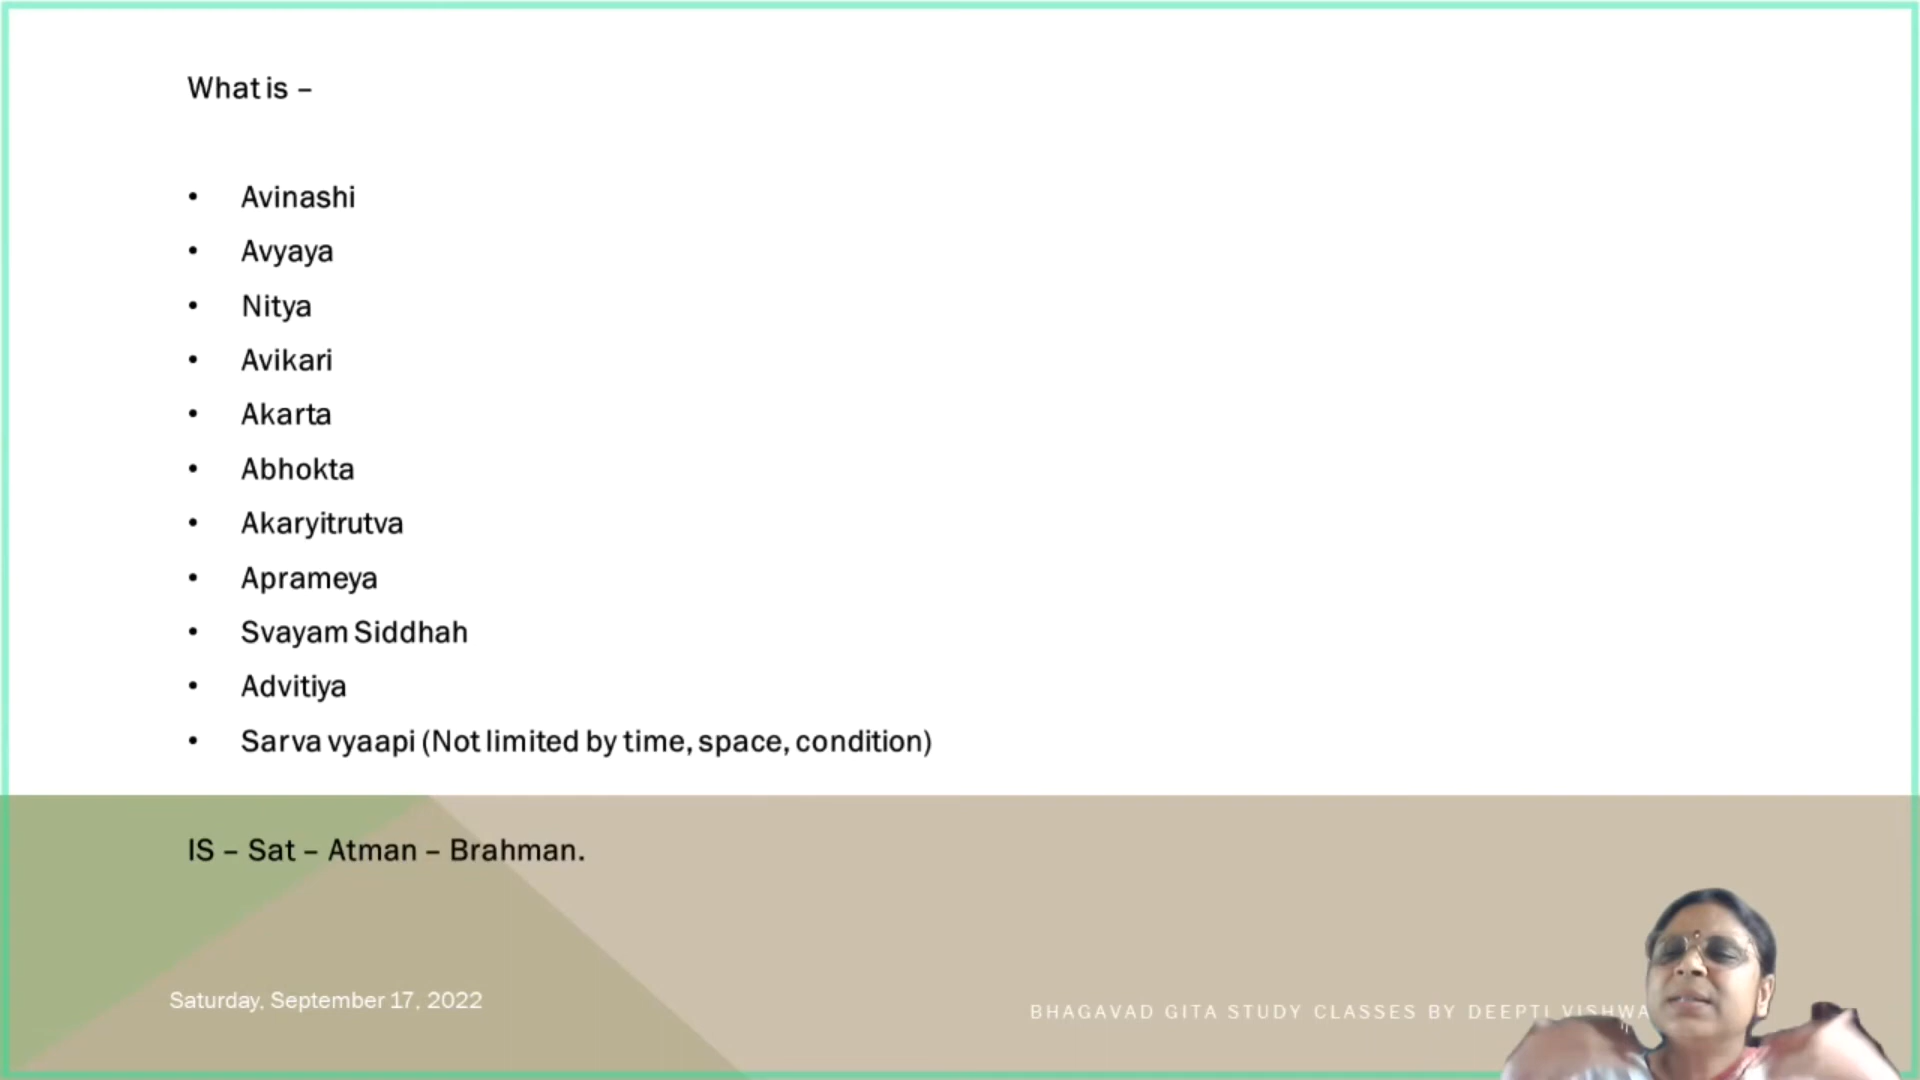 What is –
• Avinashi
• Avyaya
• Nitya
• Avikari
• Akarta
• Abhokta
• Akaryitrutva
• Aprameya
• Svayam Siddhah
• Advitiya
• Sarva vyaapi (Not limited by time, space, condition)
IS – Sat – Atman – Brahman.
Saturday, September 17, 2022
BHAGAVAD GITA STUDY CLASSES BY DEEPTI